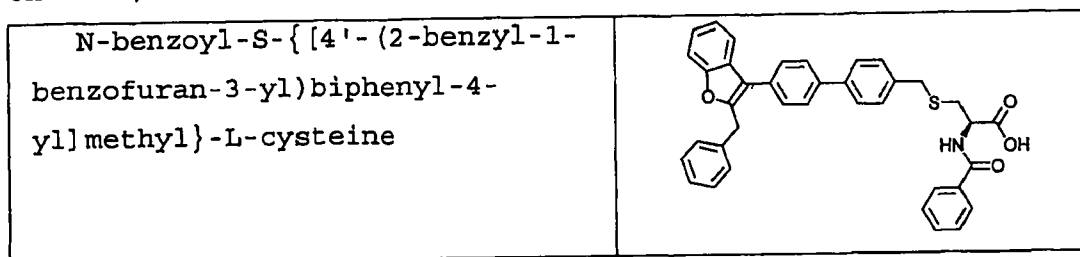 N-benzoyl-S-{[4'-(2-benzyl-1-
benzofuran-3-yl)biphenyl-4-
yl]methyl}-L-cysteine
O
S
O
OH
HN
O